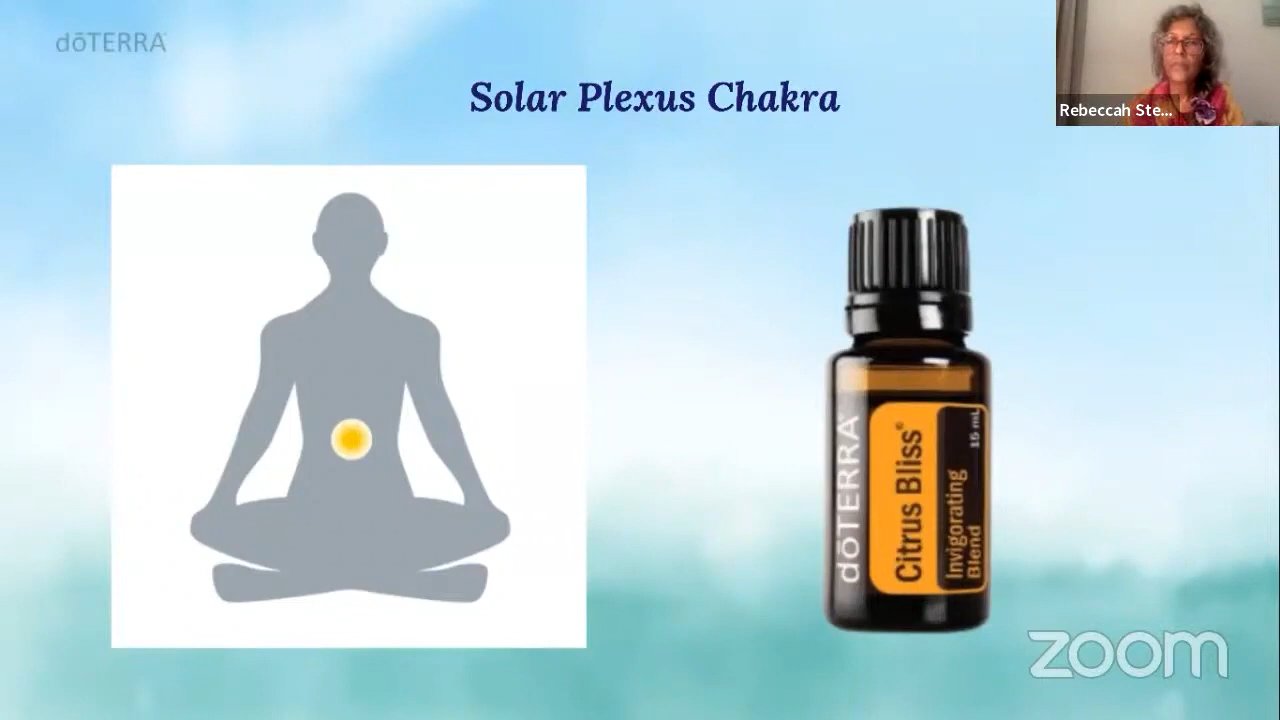 dōTERRA
Solar Plexus Chakra
Rebeccah Ste...
dōTERRA
Citrus Bliss®
Invigorating
Blend
15 mL
zoom